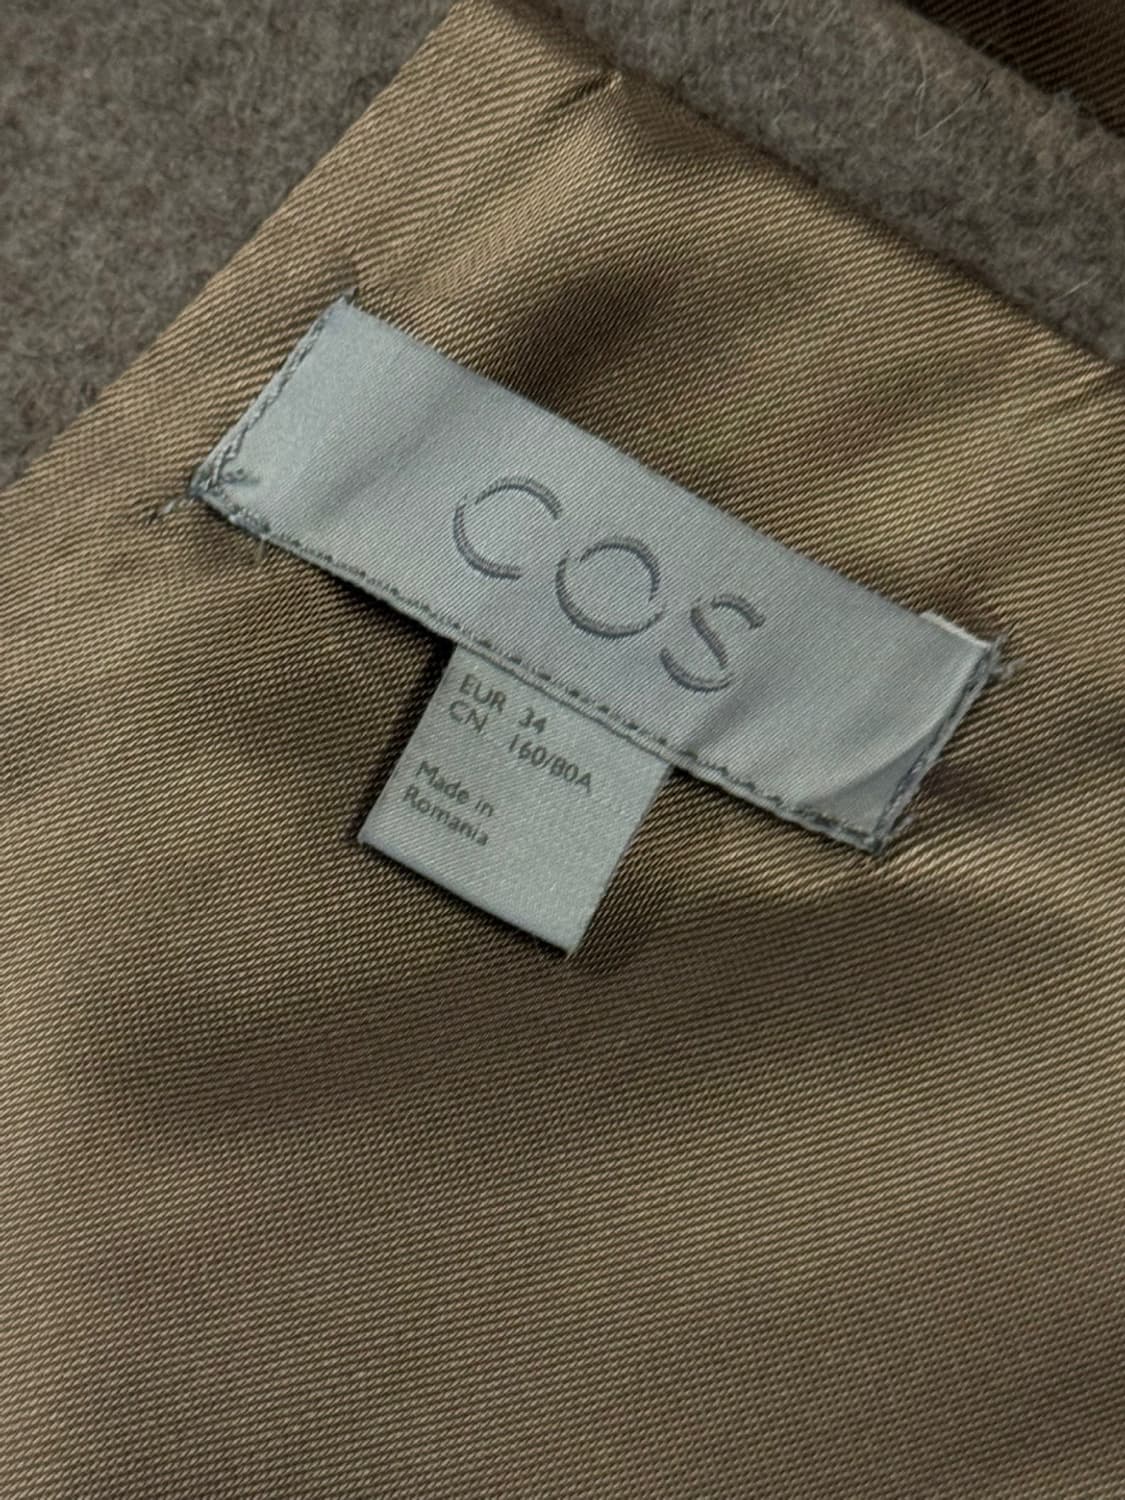 COS
EUR 34
CN 160/80A
Made in
Romania